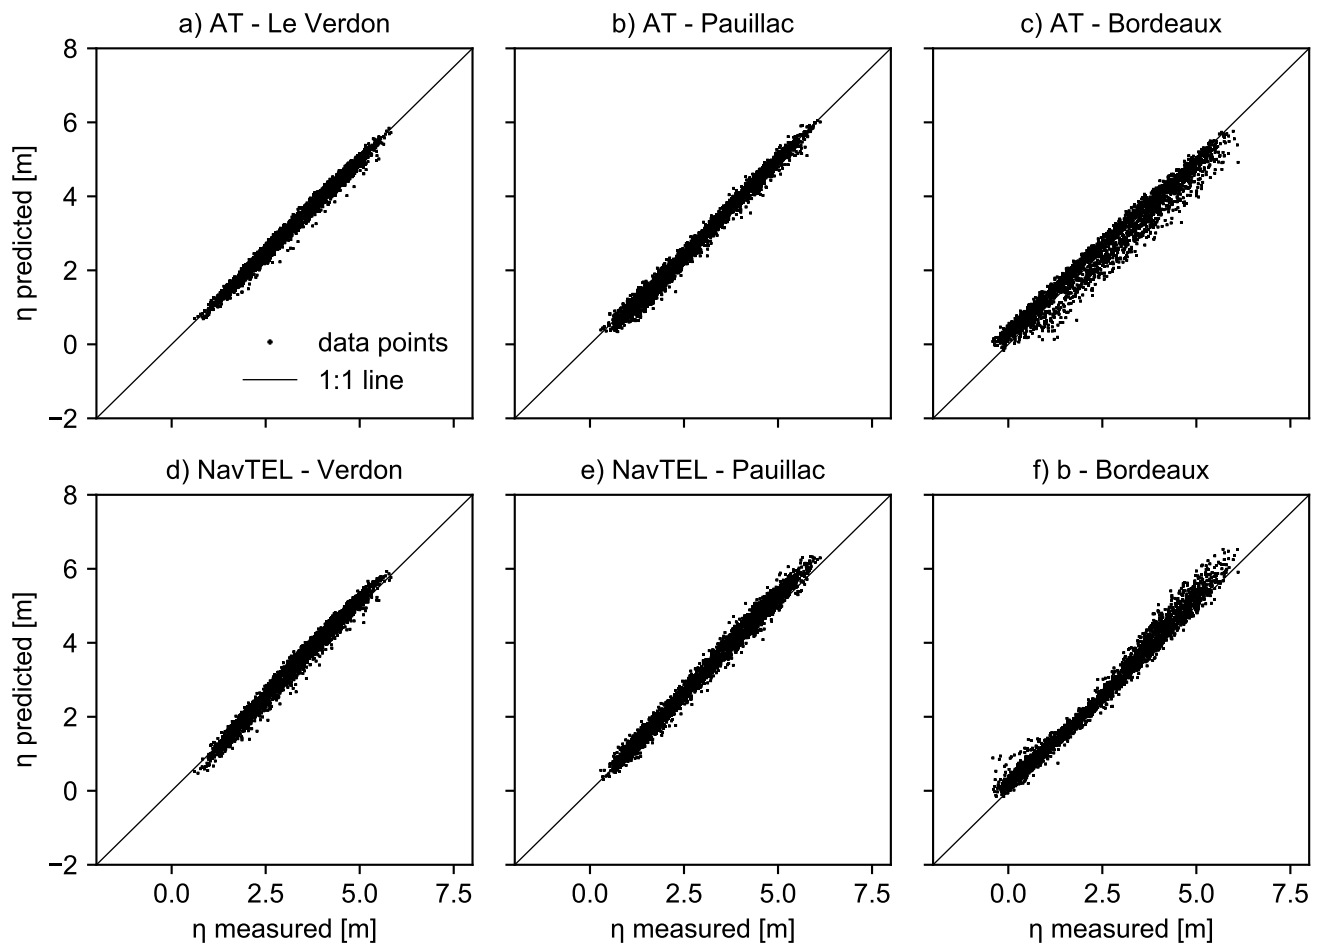 a) AT - Le Verdon
b) AT - Pauillac
c) AT - Bordeaux
η predicted [m]
8
6
4
2
0
−2
data points
1:1 line
d) NavTEL - Verdon
e) NavTEL - Pauillac
f) b - Bordeaux
η predicted [m]
8
6
4
2
0
−2
0.0 2.5 5.0 7.5
0.0 2.5 5.0 7.5
0.0 2.5 5.0 7.5
η measured [m]
η measured [m]
η measured [m]